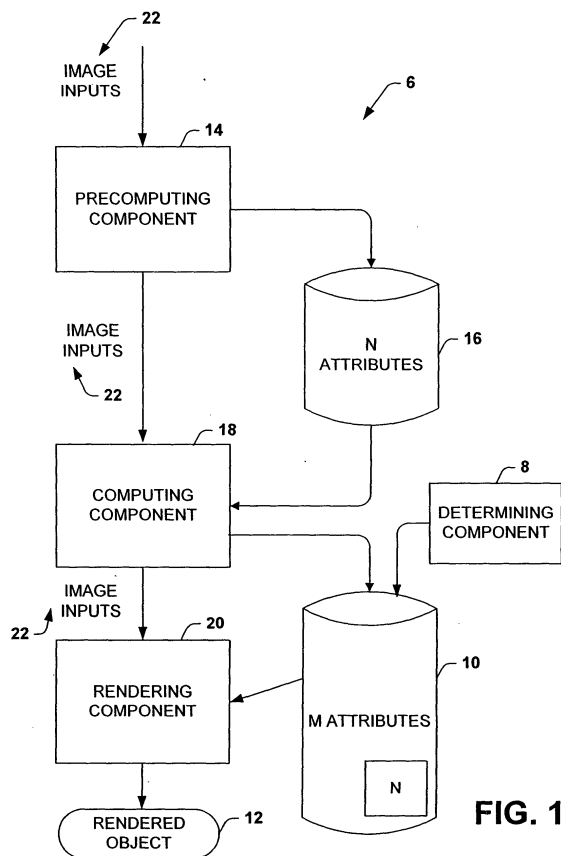 22
IMAGE
INPUTS
6
14
PRECOMPUTING
COMPONENT
IMAGE
INPUTS
22
N
ATTRIBUTES
16
18
COMPUTING
COMPONENT
8
DETERMINING
COMPONENT
IMAGE
INPUTS
22
20
RENDERING
COMPONENT
10
M ATTRIBUTES
N
RENDERED
OBJECT
12
FIG. 1